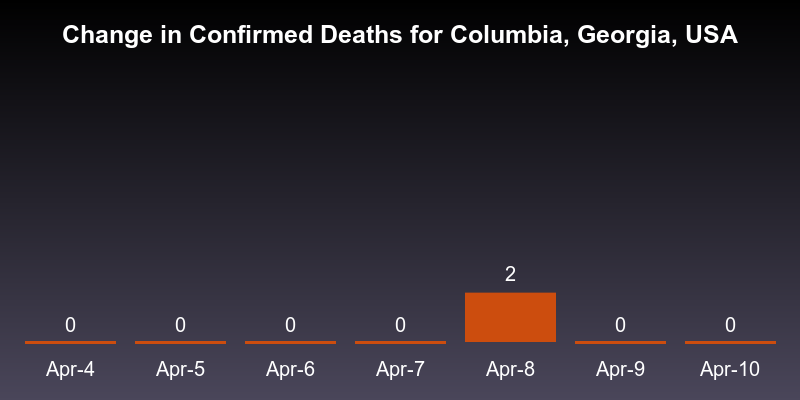 Change in Confirmed Deaths for Columbia, Georgia, USA
2
0 0 0 0 0 0
Apr-4 Apr-5 Apr-6 Apr-7 Apr-8 Apr-9 Apr-10